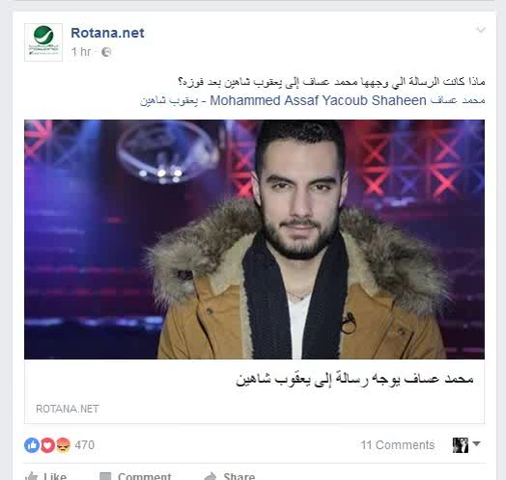 Rotana.net
1 hr
ماذا كانت الرسالة الي وجهها محمد عساف إلى يعقوب شاهين بعد فوزه؟
محمد عساف Mohammed Assaf Yacoub Shaheen - يعقوب شاهين
محمد عساف يوجه رسالة إلى يعقوب شاهين
ROTANA.NET
470 11 Comments
Like Comment Share